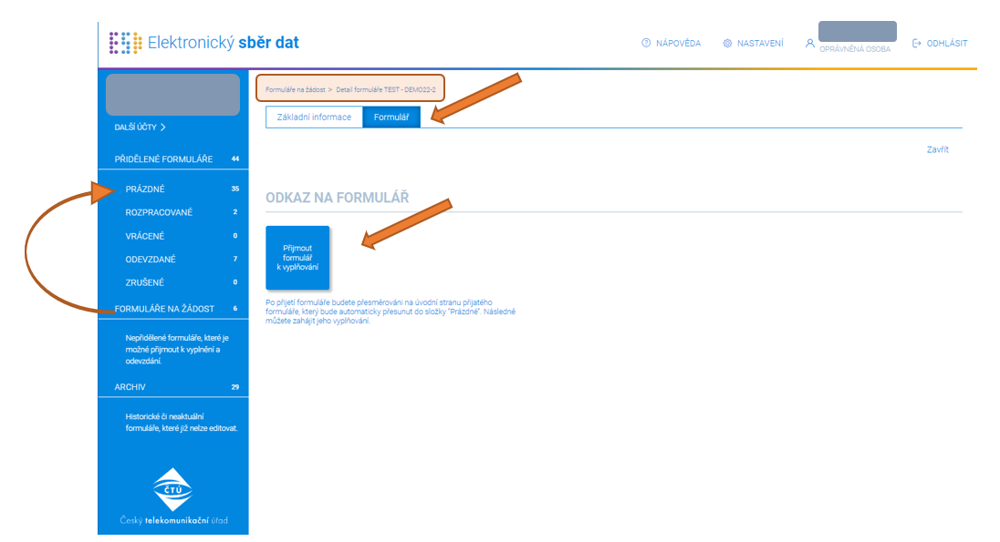 Elektronický sběr dat
NÁPOVĚDA
NASTAVENÍ
OPRÁVNĚNÁ OSOBA
ODHLÁSIT
DALŠÍ ÚČTY
PŘIDĚLENÉ FORMULÁŘE 44
PRÁZDNÉ 35
ROZPRACOVANÉ 2
VRÁCENÉ 0
ODEVZDANÉ 7
ZRUŠENÉ 0
FORMULÁŘE NA ŽÁDOST 6
Nepřidělené formuláře, které je
možné přijmout k vyplnění a
odevzdání.
ARCHIV 29
Historické či neaktuální
formuláře, které již nelze editovat.
ČTÚ
Český telekomunikační úřad
Formuláře na žádost > Detail formuláře TEST - DEMO22-2
Základní informace
Formulář
Zavřít
ODKAZ NA FORMULÁŘ
Přijmout
formulář
k vyplňování
Po přijetí formuláře budete přesměrováni na úvodní stranu přijatého
formuláře, který bude automaticky přesunut do složky "Prázdné". Následně
můžete zahájit jeho vyplňování.